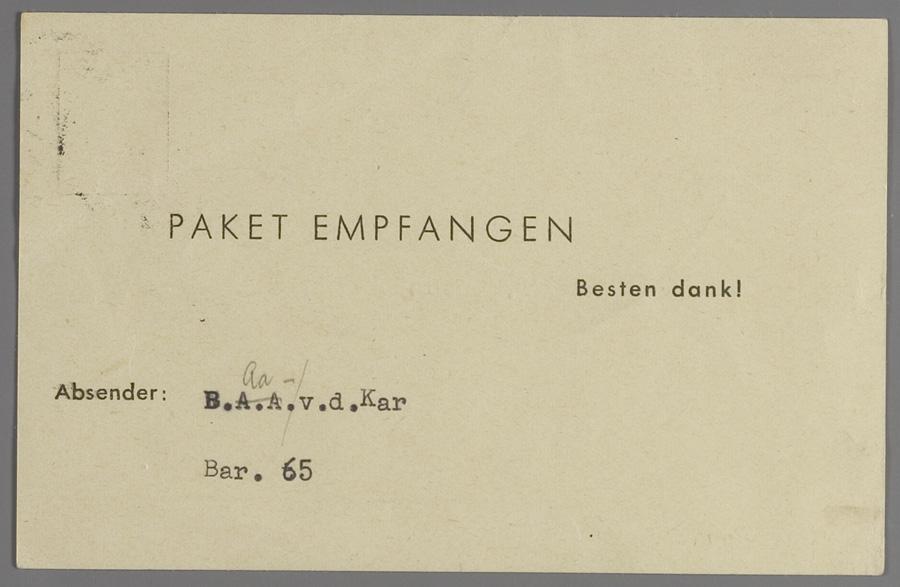 PAKET EMPFANGEN
Besten dank!
Aa -/
Absender: B.A.A.v.d.Kar
Bar. 65